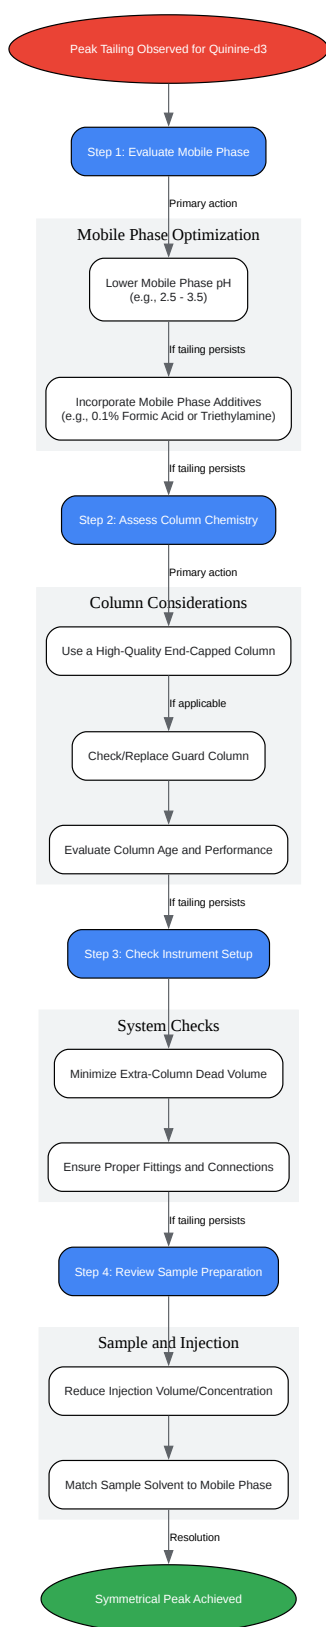 Peak Tailing Observed for Quinine-d3
Step 1: Evaluate Mobile Phase
Primary action
Mobile Phase Optimization
Lower Mobile Phase pH
(e.g., 2.5 - 3.5)
If tailing persists
Incorporate Mobile Phase Additives
(e.g., 0.1% Formic Acid or Triethylamine)
If tailing persists
Step 2: Assess Column Chemistry
Primary action
Column Considerations
Use a High-Quality End-Capped Column
If applicable
Check/Replace Guard Column
Evaluate Column Age and Performance
If tailing persists
Step 3: Check Instrument Setup
System Checks
Minimize Extra-Column Dead Volume
Ensure Proper Fittings and Connections
If tailing persists
Step 4: Review Sample Preparation
Sample and Injection
Reduce Injection Volume/Concentration
Match Sample Solvent to Mobile Phase
Resolution
Symmetrical Peak Achieved